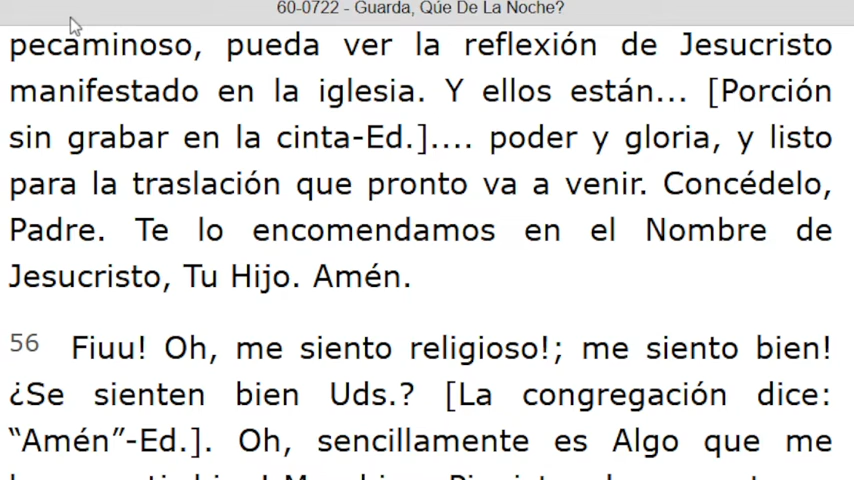 60-0722 - Guarda, Qúe De La Noche?
pecaminoso, pueda ver la reflexión de Jesucristo
manifestado en la iglesia. Y ellos están... [Porción
sin grabar en la cinta-Ed.].... poder y gloria, y listo
para la traslación que pronto va a venir. Concédelo,
Padre. Te lo encomendamos en el Nombre de
Jesucristo, Tu Hijo. Amén.
56 Fiuu! Oh, me siento religioso!; me siento bien!
¿Se sienten bien Uds.? [La congregación dice:
“Amén”-Ed.]. Oh, sencillamente es Algo que me